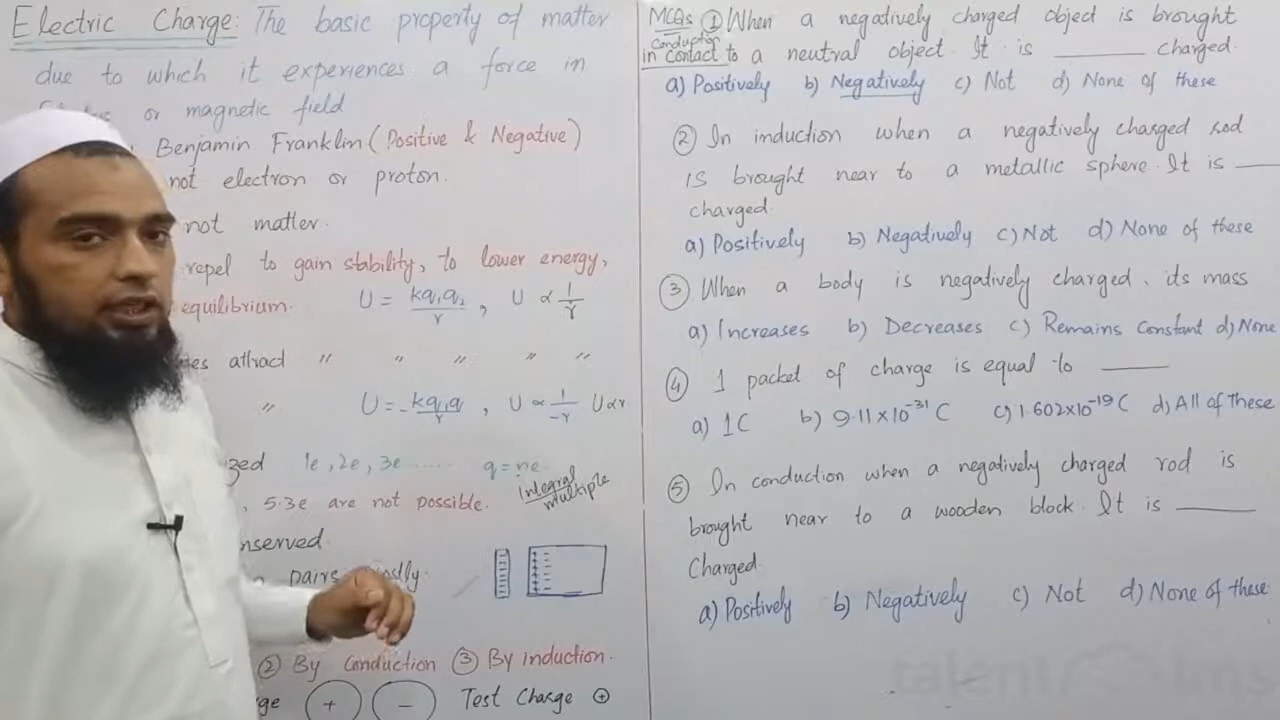 Electric Charge: The basic property of matter
due to which it experiences a force in
or magnetic field
Benjamin Franklin (Positive & Negative)
not electron or proton.
not matter.
repel to gain stability, to lower energy,
equilibrium. U = kq₁q₂/r , U ∝ 1/r
attract " " " " "
" U = -kq₁q/r , U ∝ 1/-r U∝r
zed 1e, 2e, 3e ..... q = ne
Integral multiple
, 5.3e are not possible.
nserved
pairs
② By Conduction ③ By induction.
ge + - Test Charge ⊕
MCQs ① When a negatively charged object is brought
Conduction
in contact to a neutral object. It is ______ charged.
a) Positively b) Negatively c) Not d) None of these
② In induction when a negatively charged rod
is brought near to a metallic sphere. It is ___
charged.
a) Positively b) Negatively c) Not d) None of these
③ When a body is negatively charged, its mass
a) Increases b) Decreases c) Remains Constant d) None
④ 1 packet of charge is equal to ______
a) 1C b) 9.11×10⁻³¹ C c) 1.602×10⁻¹⁹ C d) All of these
⑤ In conduction when a negatively charged rod is
brought near to a wooden block. It is ______
Charged.
a) Positively b) Negatively c) Not d) None of these
talent